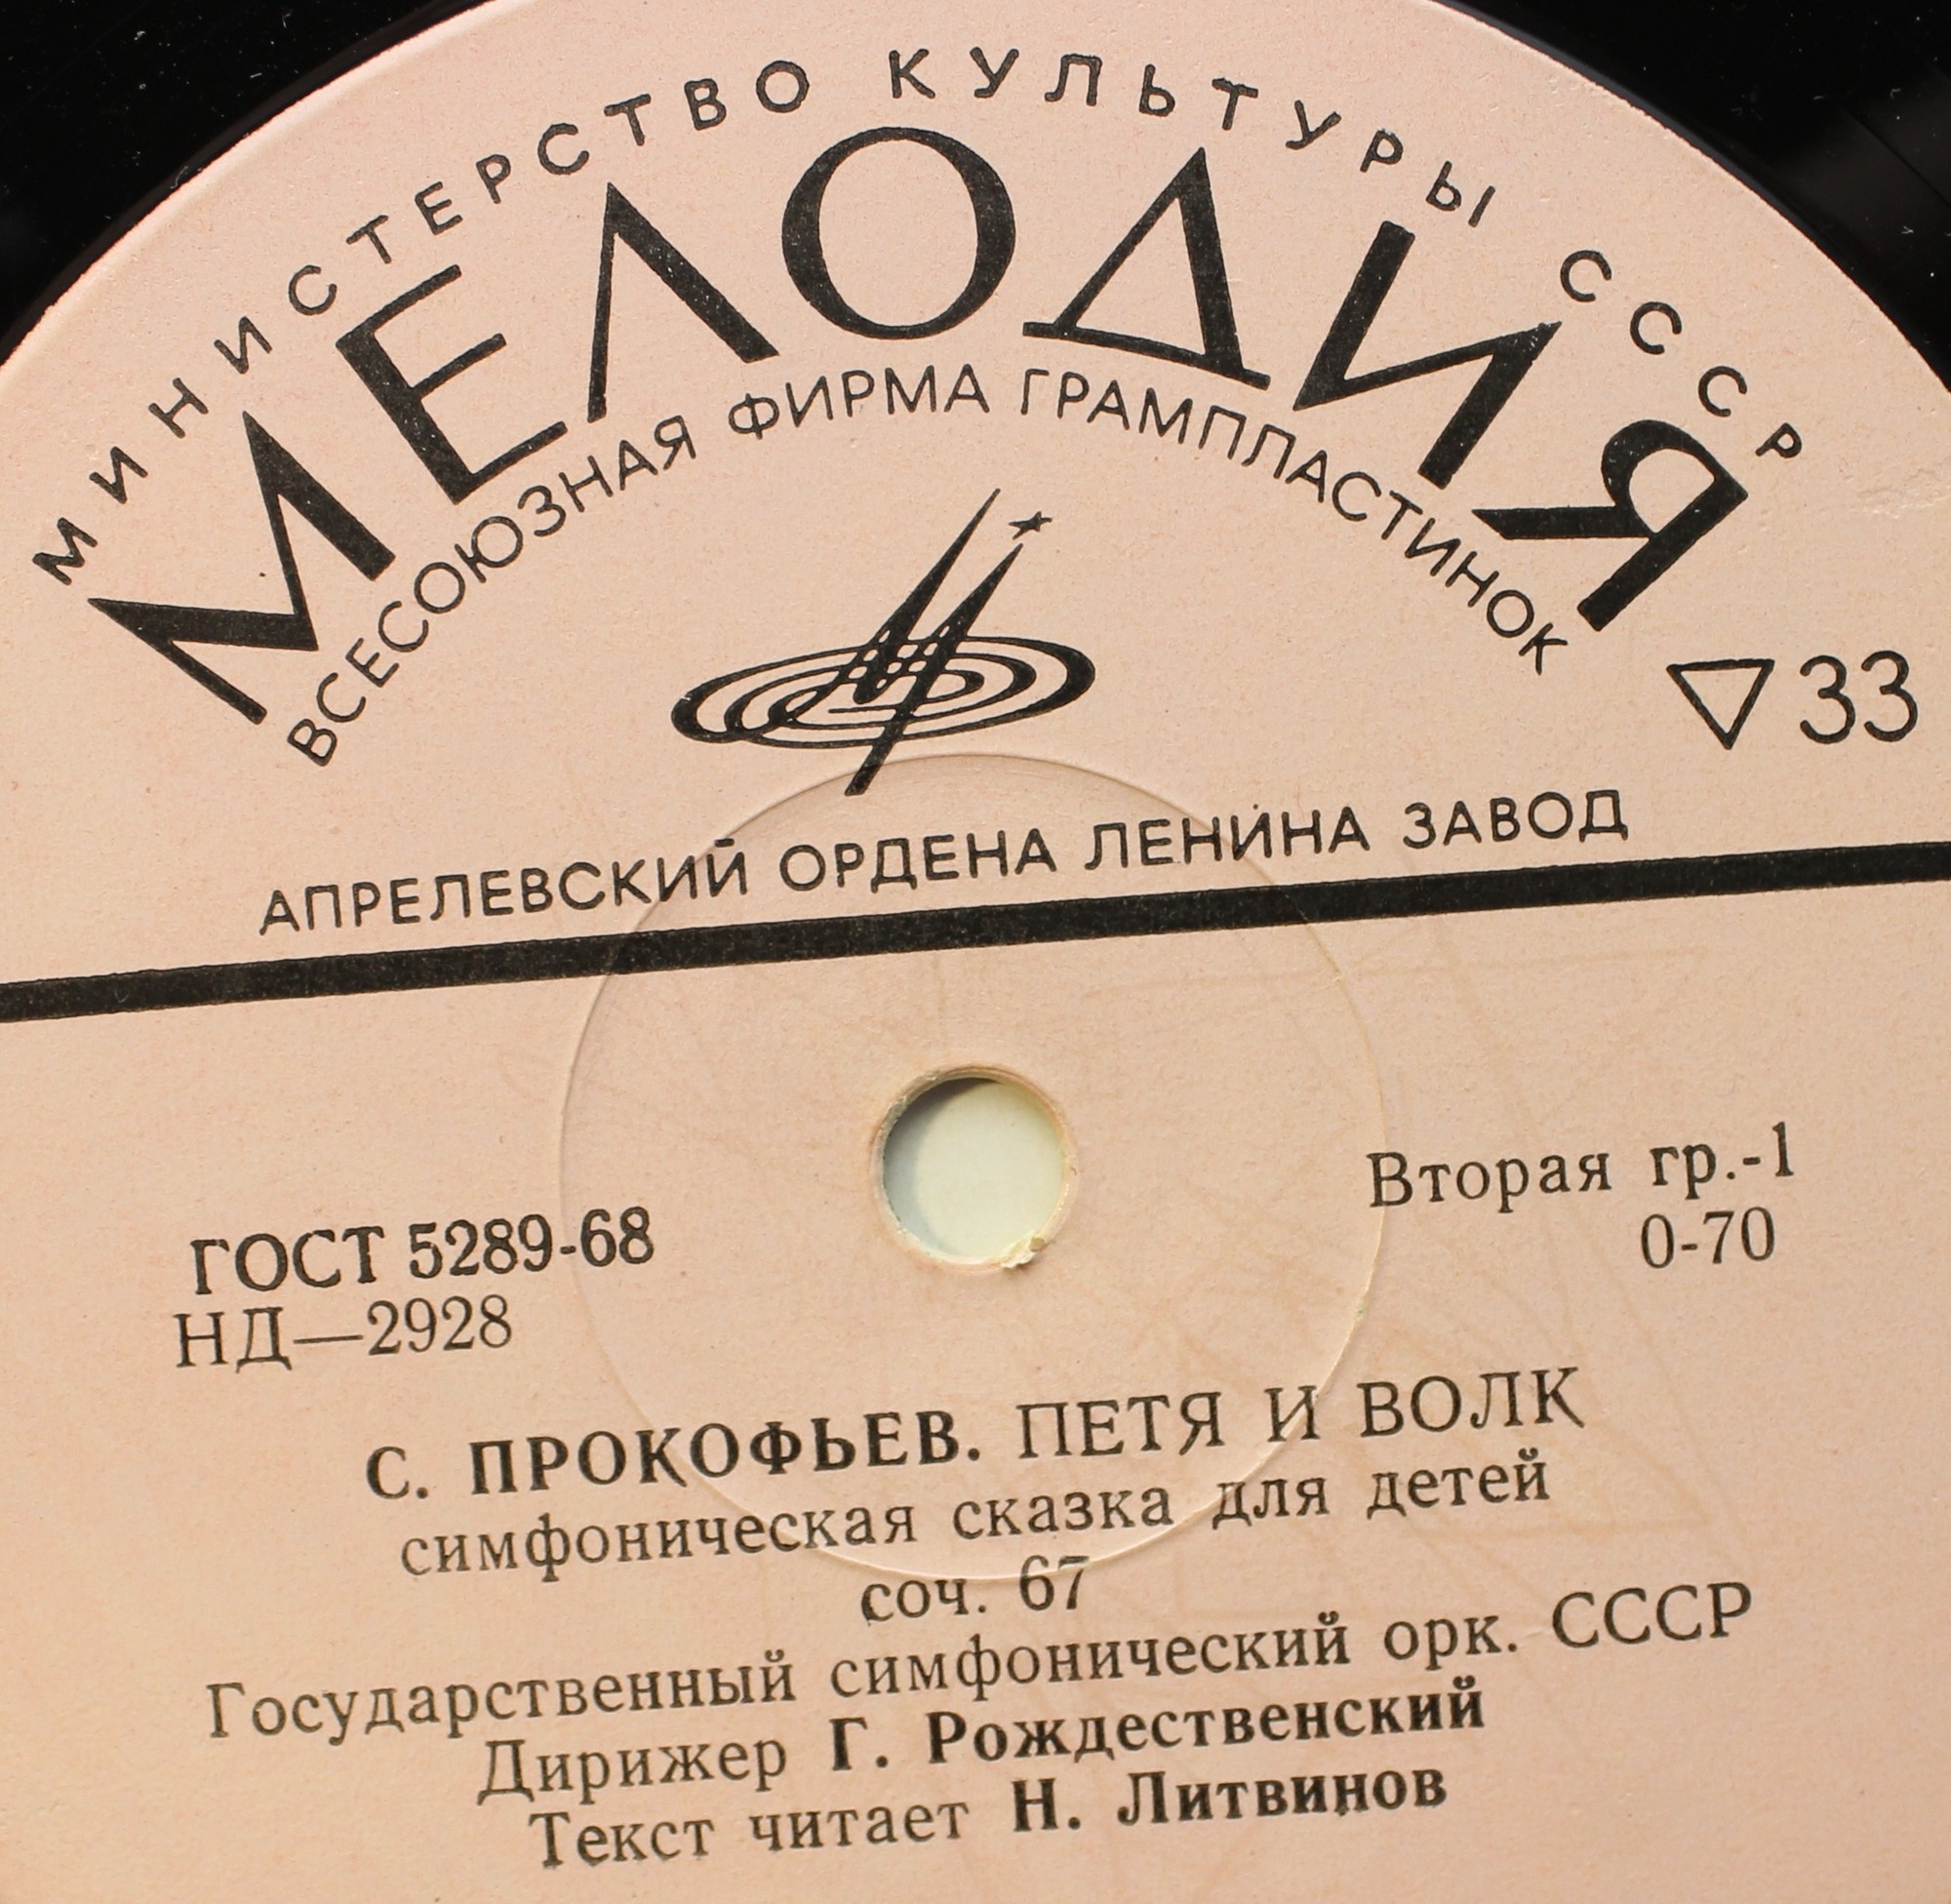 МИНИСТЕРСТВО КУЛЬТУРЫ СССР
МЕЛОДИЯ
ВСЕСОЮЗНАЯ ФИРМА ГРАМПЛАСТИНОК
33
АПРЕЛЕВСКИЙ ОРДЕНА ЛЕНИНА ЗАВОД
Вторая гр.-1
ГОСТ 5289-68
0-70
НД—2928
С. ПРОКОФЬЕВ. ПЕТЯ И ВОЛК
симфоническая сказка для детей
соч. 67
Государственный симфонический орк. СССР
Дирижер Г. Рождественский
Текст читает Н. Литвинов